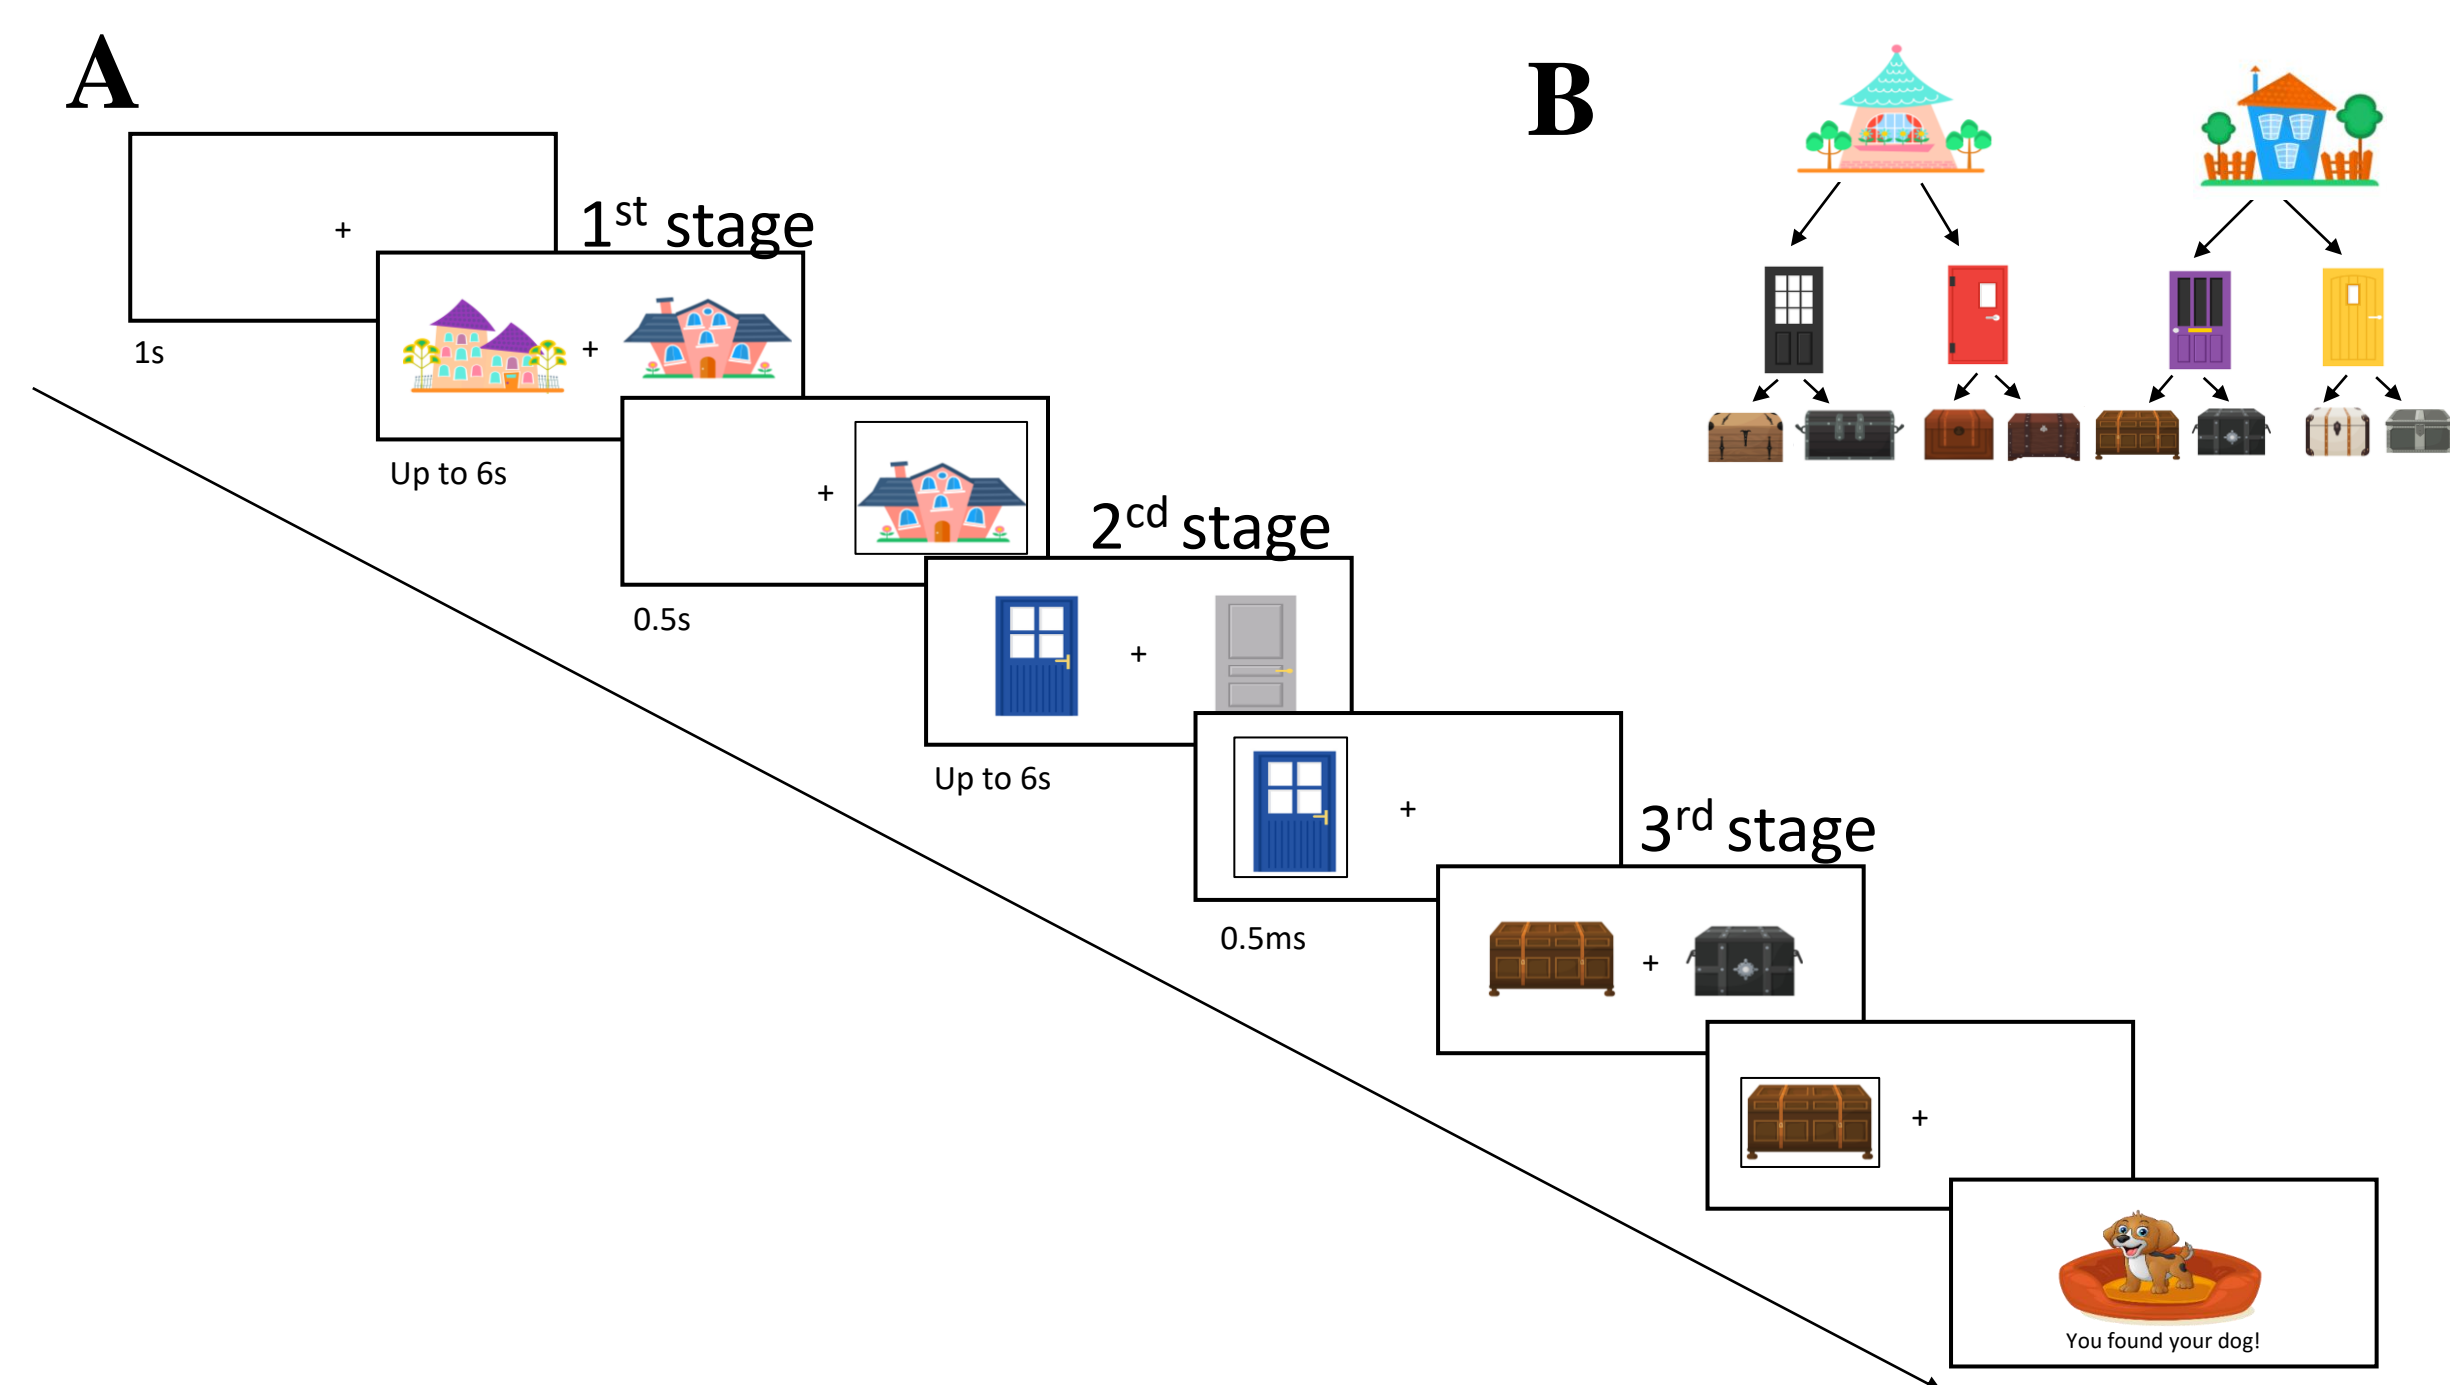 A
B
+
1st stage
1s
+
Up to 6s
+
0.5s
2cd stage
+
Up to 6s
+
0.5ms
3rd stage
+
+
You found your dog!